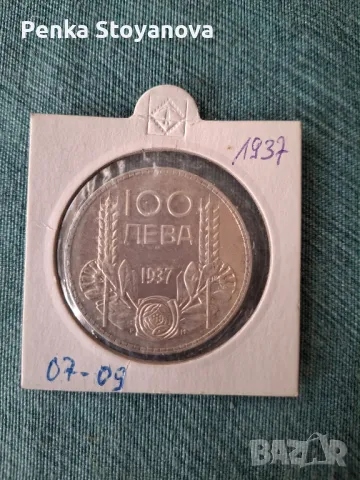 Penka Stoyanova
1937
100
ЛЕВА
1937
07-09
BAZAR